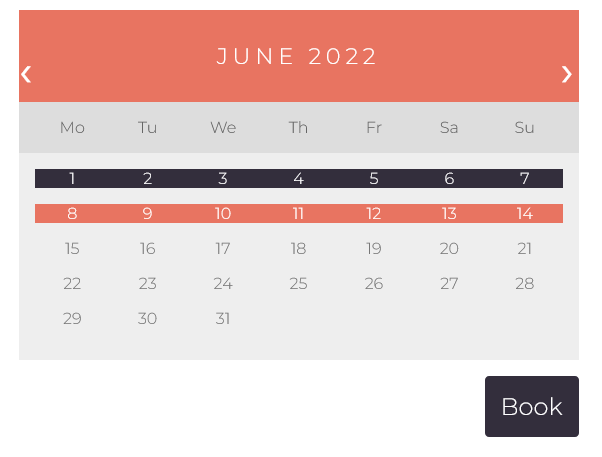 JUNE 2022
‹ ›
Mo Tu We Th Fr Sa Su
1 2 3 4 5 6 7
8 9 10 11 12 13 14
15 16 17 18 19 20 21
22 23 24 25 26 27 28
29 30 31
Book